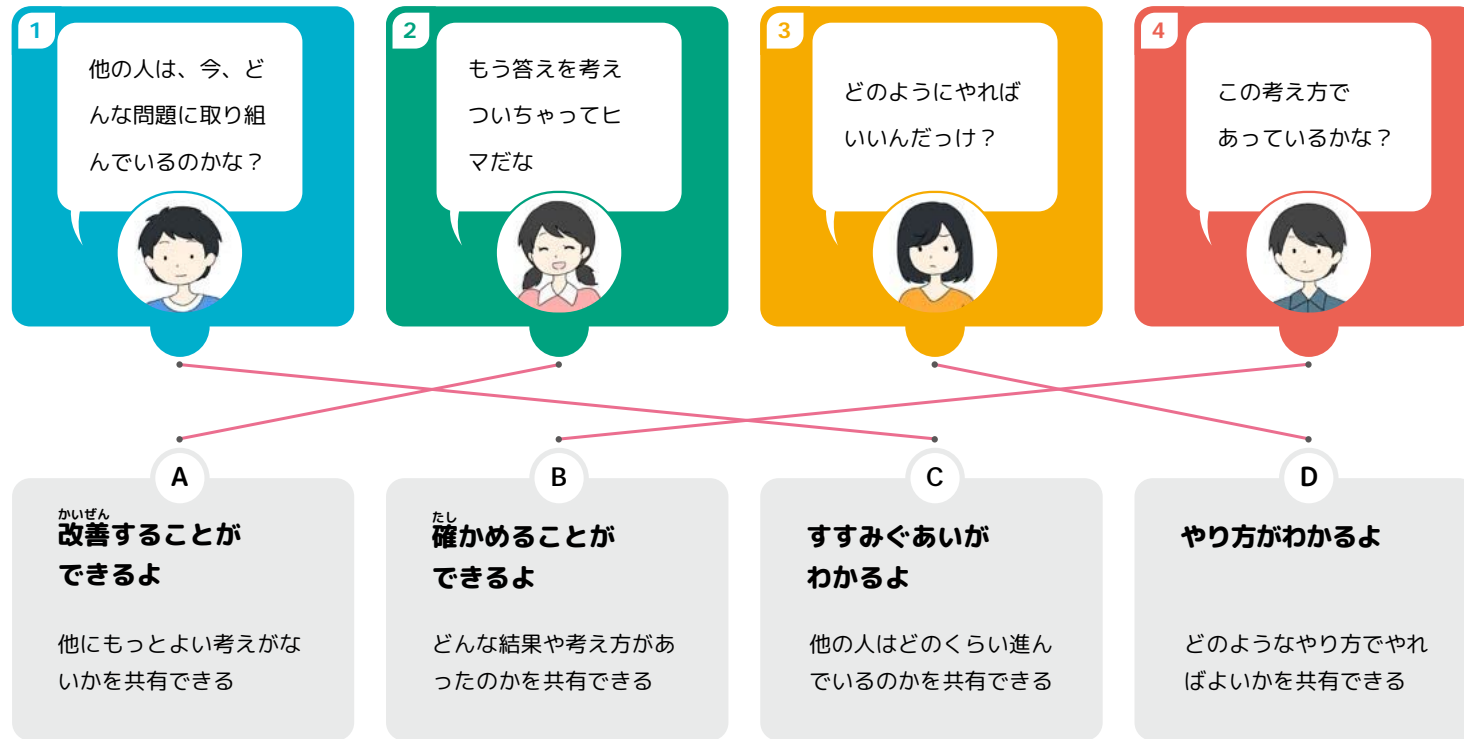 1
他の人は、今、ど
んな問題に取り組
んでいるのかな？
2
もう答えを考え
ついちゃってヒ
マだな
3
どのようにやれば
いいんだっけ？
4
この考え方で
あっているかな？
A
かいぜん
改善することが
できるよ
他にもっとよい考えがな
いかを共有できる
B
たし
確かめることが
できるよ
どんな結果や考え方があ
ったのかを共有できる
C
すすみぐあいが
わかるよ
他の人はどのくらい進ん
でいるのかを共有できる
D
やり方がわかるよ
どのようなやり方でやれ
ばよいかを共有できる